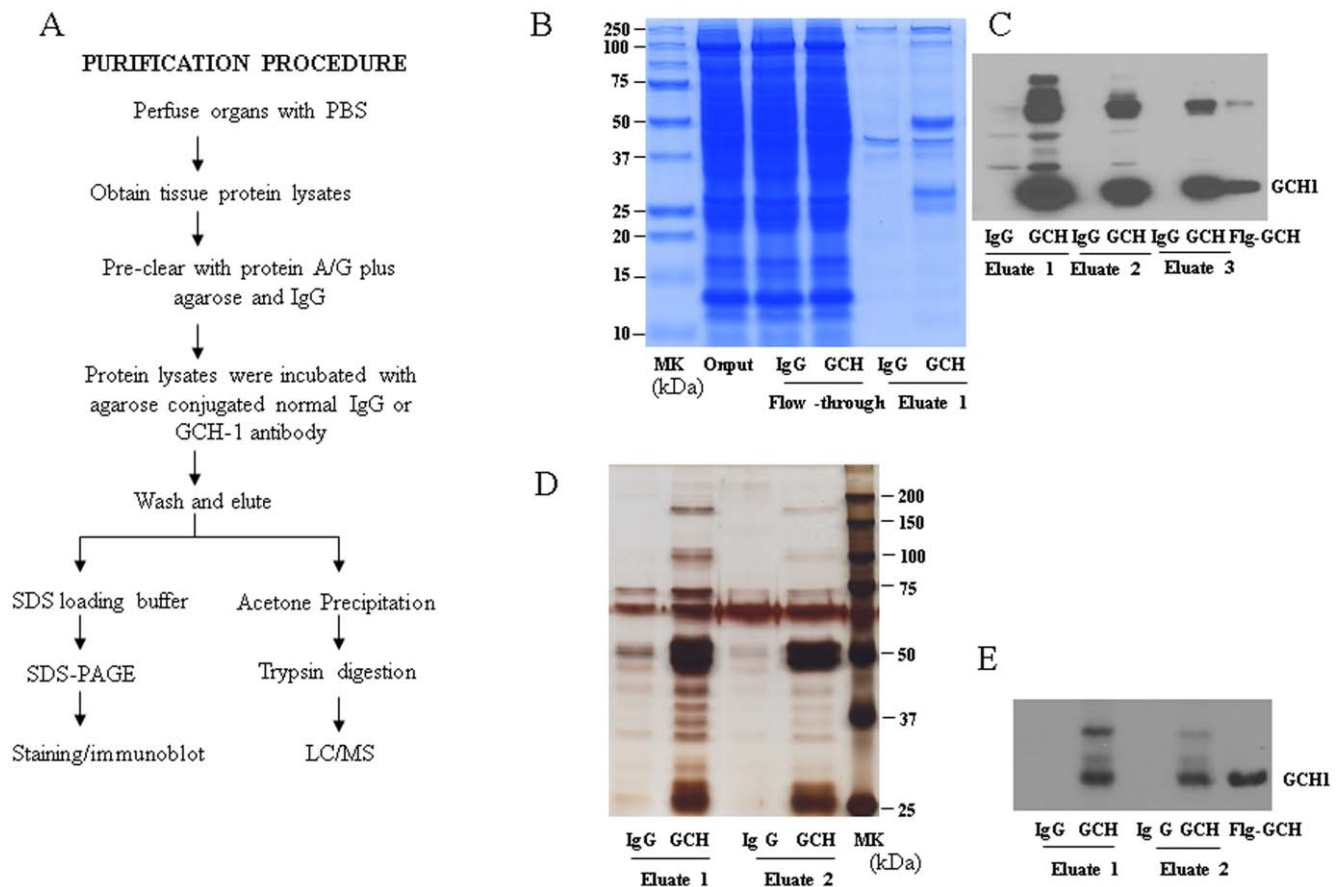 A
PURIFICATION PROCEDURE
Perfuse organs with PBS
Obtain tissue protein lysates
Pre-clear with protein A/G plus
agarose and IgG
Protein lysates were incubated with
agarose conjugated normal IgG or
GCH-1 antibody
Wash and elute
SDS loading buffer
Acetone Precipitation
SDS-PAGE
Trypsin digestion
Staining/immunoblot
LC/MS
B
250
100
75
50
37
25
20
15
10
MK Onput IgG GCH IgG GCH
(kDa)
Flow -through Eluate 1
C
GCH1
IgG GCH IgG GCH IgG GCH Flg-GCH
Eluate 1 Eluate 2 Eluate 3
D
200
150
100
75
50
37
25
IgG GCH Ig G GCH MK
(kDa)
Eluate 1 Eluate 2
E
GCH1
Ig G GCH Ig G GCH Flg-GCH
Eluate 1 Eluate 2